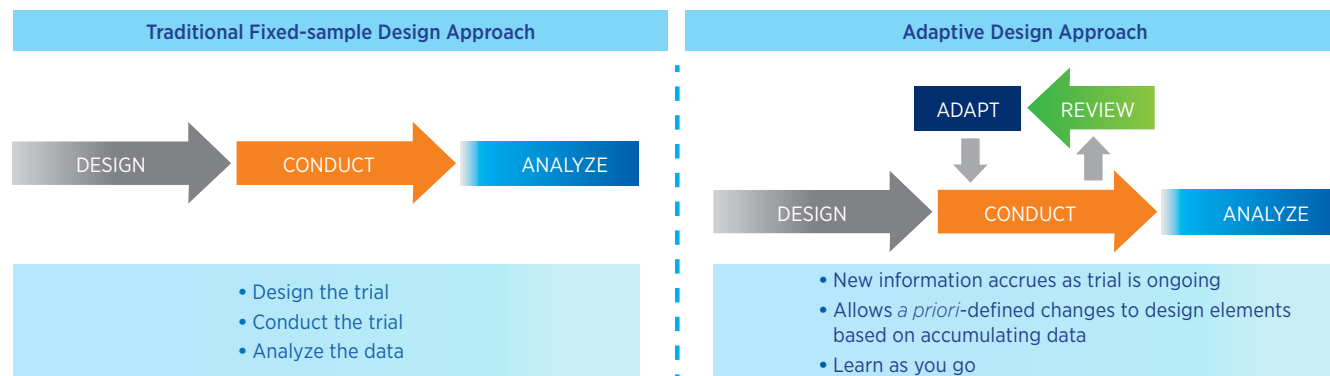 Traditional Fixed-sample Design Approach
DESIGN
CONDUCT
ANALYZE
• Design the trial
• Conduct the trial
• Analyze the data
Adaptive Design Approach
ADAPT
REVIEW
DESIGN
CONDUCT
ANALYZE
• New information accrues as trial is ongoing
• Allows a priori-defined changes to design elements
based on accumulating data
• Learn as you go